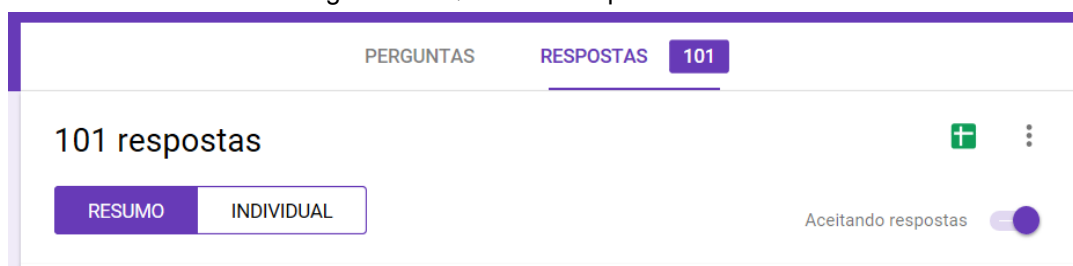 PERGUNTAS RESPOSTAS 101
101 respostas
RESUMO INDIVIDUAL
Aceitando respostas